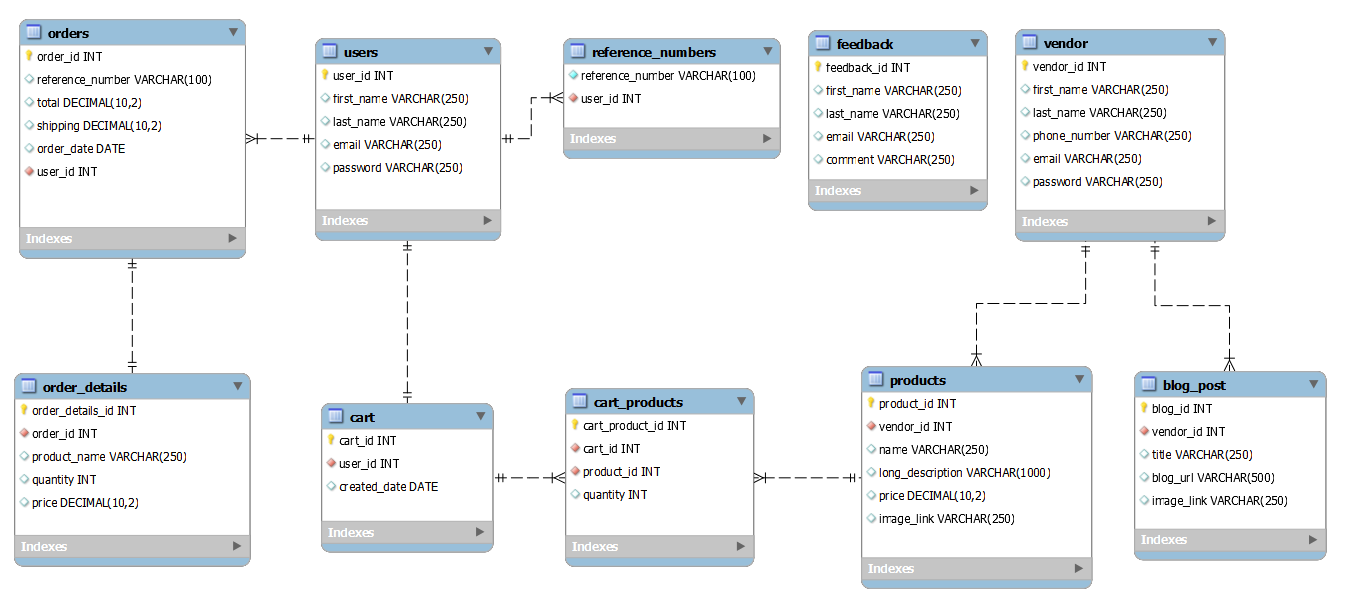 orders
order_id INT
reference_number VARCHAR(100)
total DECIMAL(10,2)
shipping DECIMAL(10,2)
order_date DATE
user_id INT
Indexes
users
user_id INT
first_name VARCHAR(250)
last_name VARCHAR(250)
email VARCHAR(250)
password VARCHAR(250)
Indexes
reference_numbers
reference_number VARCHAR(100)
user_id INT
Indexes
feedback
feedback_id INT
first_name VARCHAR(250)
last_name VARCHAR(250)
email VARCHAR(250)
comment VARCHAR(250)
Indexes
vendor
vendor_id INT
first_name VARCHAR(250)
last_name VARCHAR(250)
phone_number VARCHAR(250)
email VARCHAR(250)
password VARCHAR(250)
Indexes
order_details
order_details_id INT
order_id INT
product_name VARCHAR(250)
quantity INT
price DECIMAL(10,2)
Indexes
cart
cart_id INT
user_id INT
created_date DATE
Indexes
cart_products
cart_product_id INT
cart_id INT
product_id INT
quantity INT
Indexes
products
product_id INT
vendor_id INT
name VARCHAR(250)
long_description VARCHAR(1000)
price DECIMAL(10,2)
image_link VARCHAR(250)
Indexes
blog_post
blog_id INT
vendor_id INT
title VARCHAR(250)
blog_url VARCHAR(500)
image_link VARCHAR(250)
Indexes